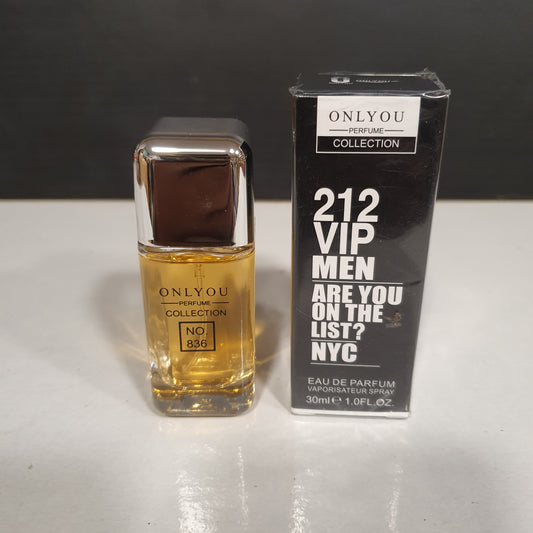 ONLYOU
PERFUME
COLLECTION
NO.
836
ONLYOU
PERFUME
COLLECTION
212
VIP
MEN
ARE YOU
ON THE
LIST?
NYC
EAU DE PARFUM
VAPORISATEUR SPRAY
30ml e 1.0FL.OZ